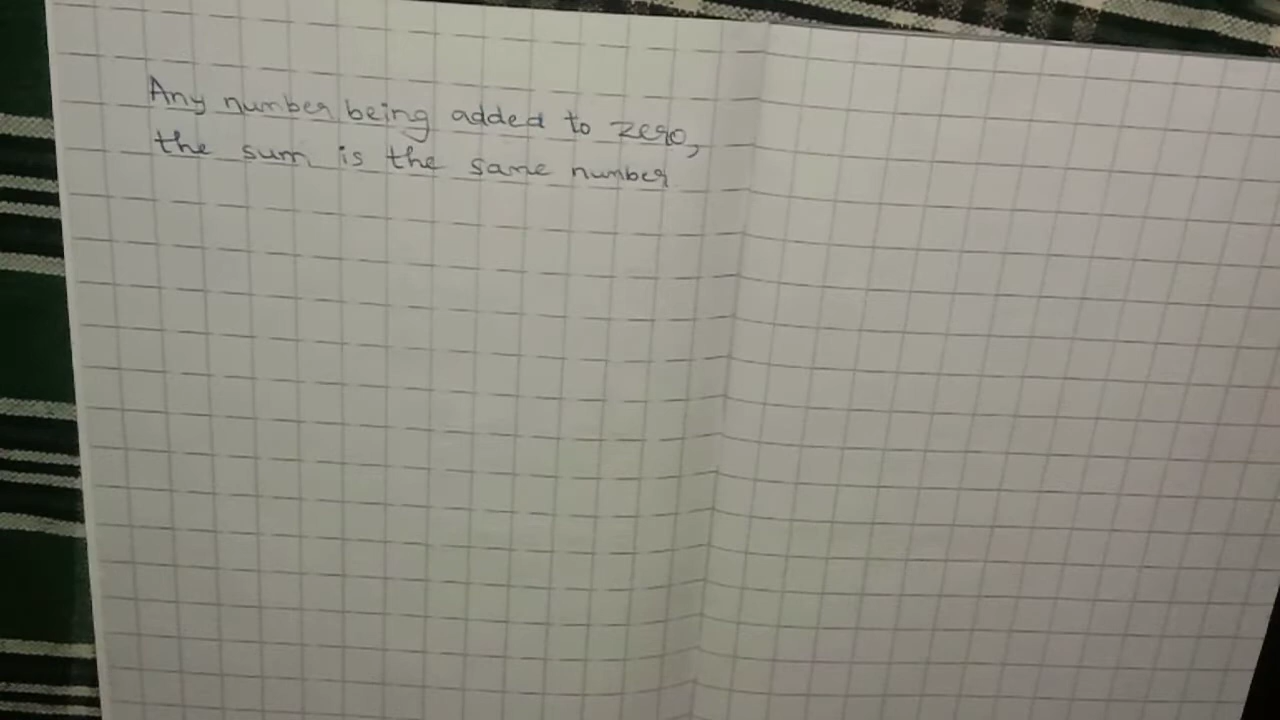 Any number being added to zero,
the sum is the same number